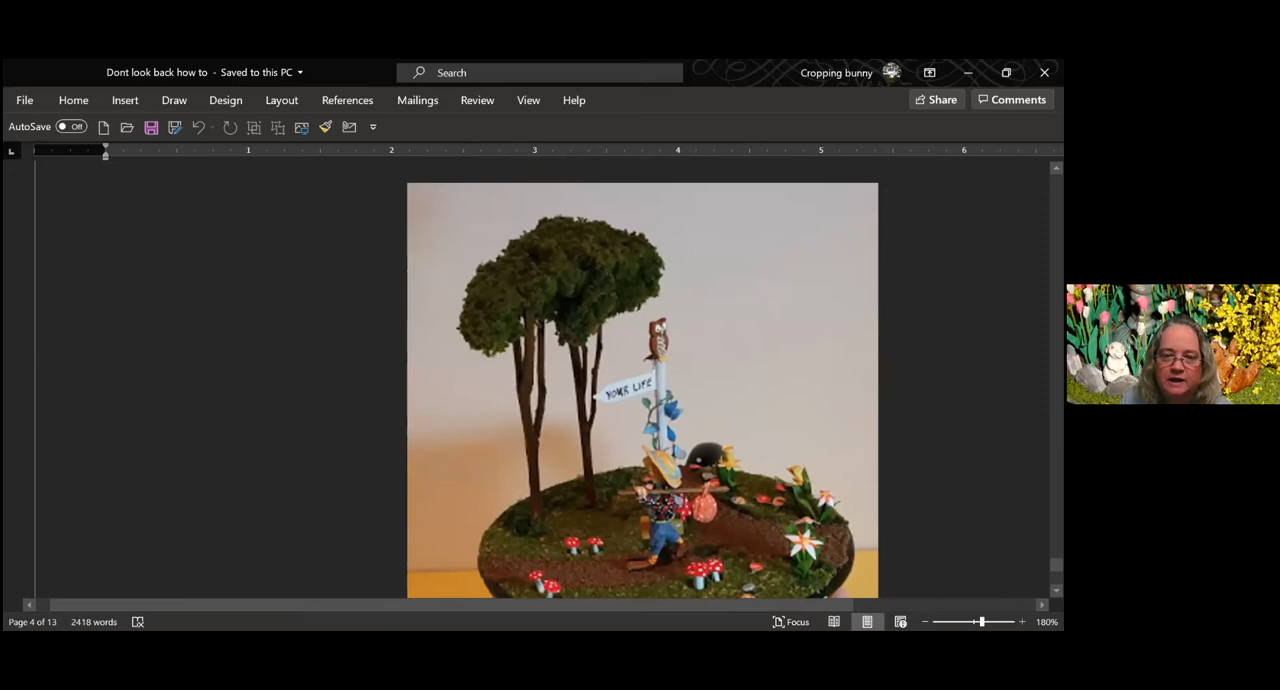 Dont look back how to - Saved to this PC
Search
Cropping bunny
File Home Insert Draw Design Layout References Mailings Review View Help
Share Comments
AutoSave Off
1 2 3 4 5 6
YOUR LIFE
Page 4 of 13 2418 words
Focus
180%